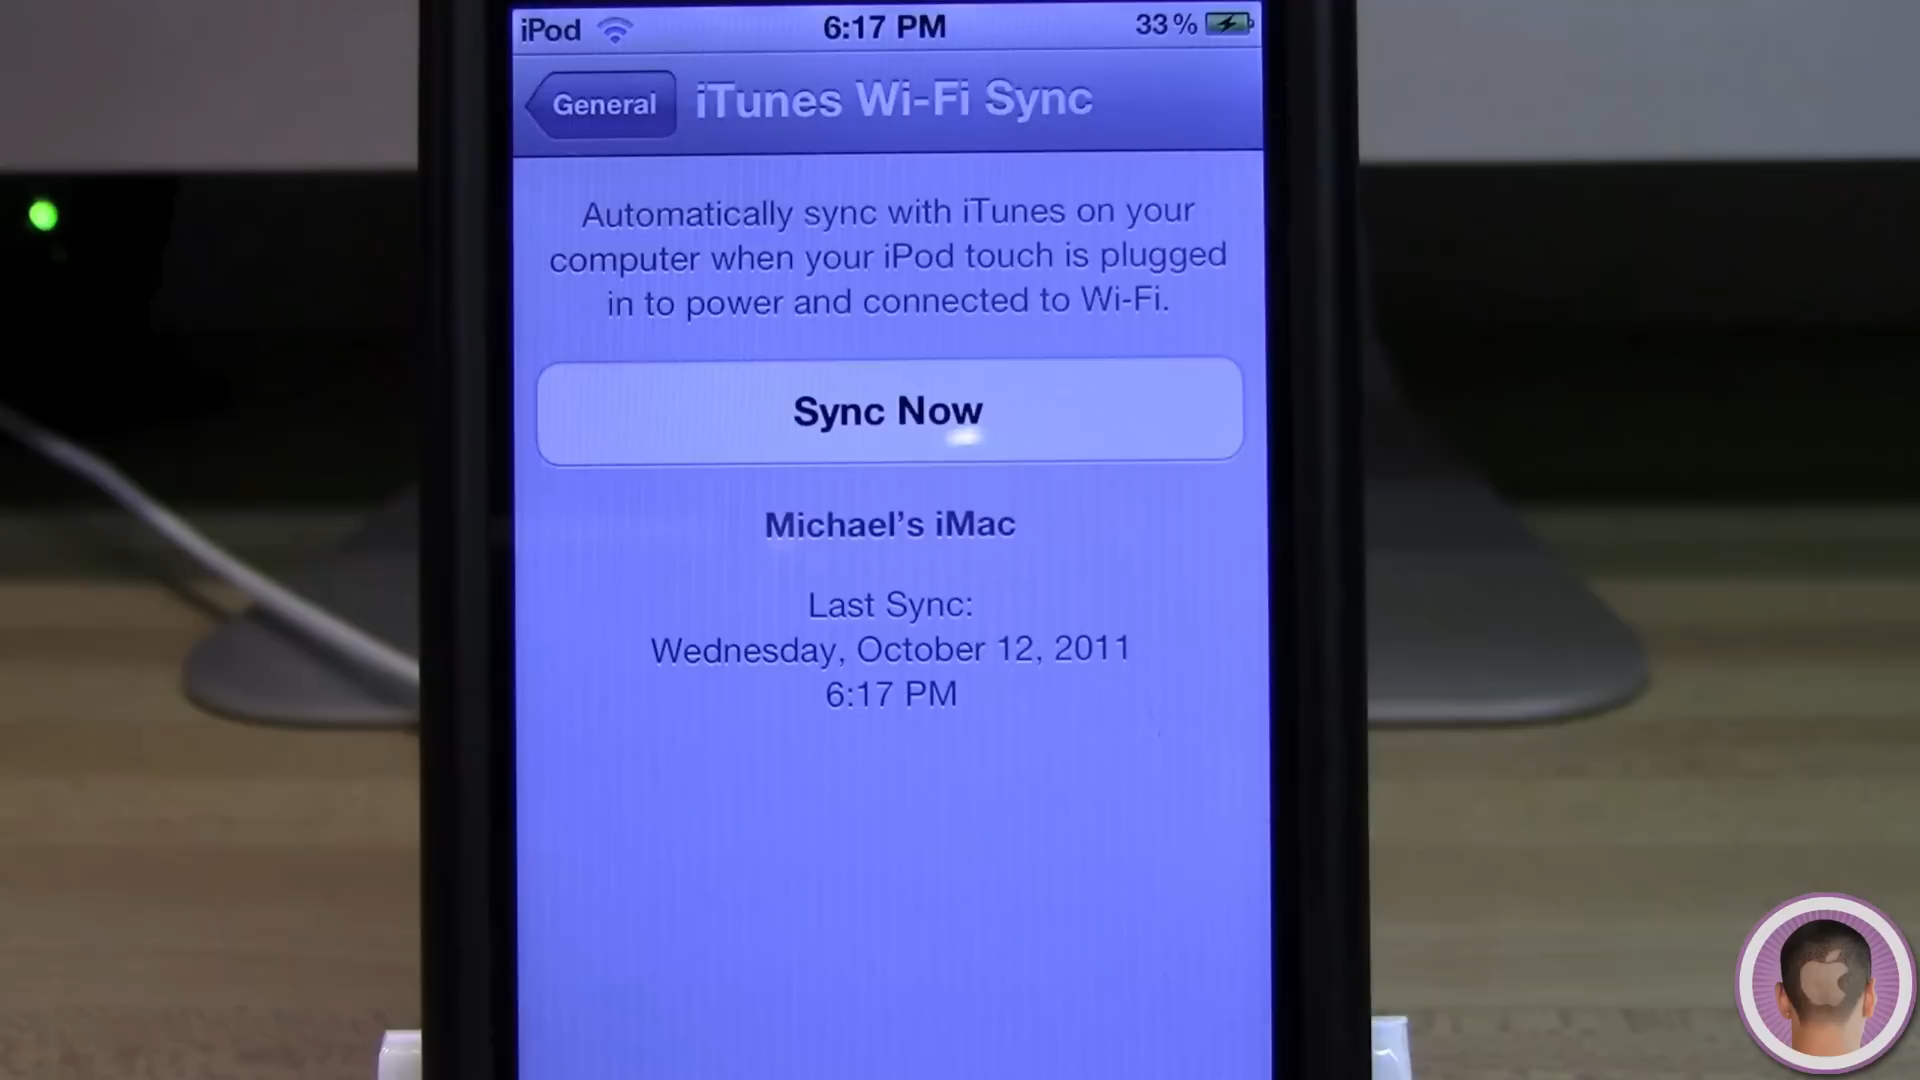 iPod 6:17 PM 33%
General iTunes Wi-Fi Sync
Automatically sync with iTunes on your
computer when your iPod touch is plugged
in to power and connected to Wi-Fi.
Sync Now
Michael's iMac
Last Sync:
Wednesday, October 12, 2011
6:17 PM